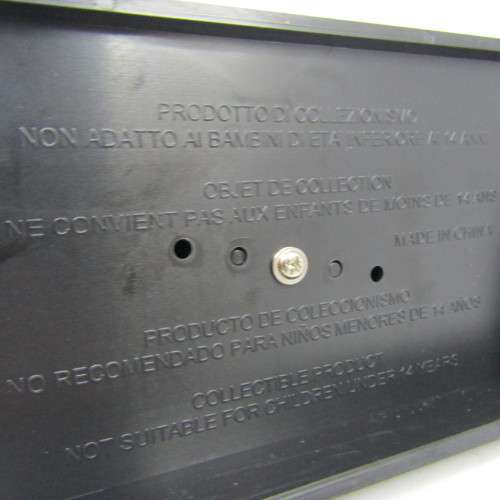 PRODOTTO DI COLLEZIONISMO
NON ADATTO AI BAMBINI DI ETA INFERIORE AI 14 ANNI
OBJET DE COLLECTION
NE CONVIENT PAS AUX ENFANTS DE MOINS DE 14 ANS
MADE IN CHINA
PRODUCTO DE COLECCIONISMO
NO RECOMENDADO PARA NIÑOS MENORES DE 14 AÑOS
COLLECTIBLE PRODUCT
NOT SUITABLE FOR CHILDREN UNDER 14 YEARS